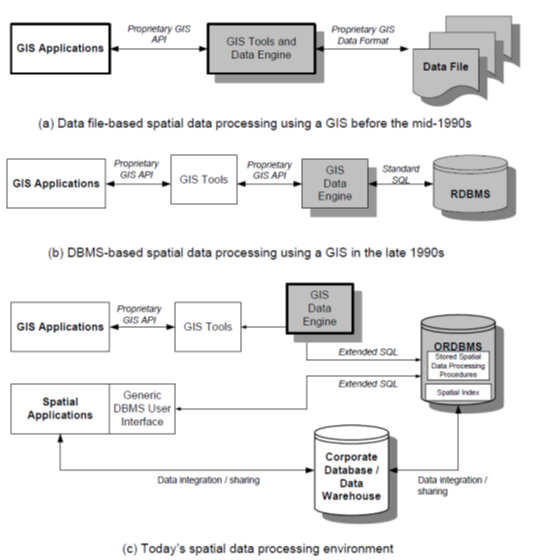 Proprietary GIS
API
Proprietary GIS
Data Format
GIS Applications
GIS Tools and
Data Engine
Data File
(a) Data file-based spatial data processing using a GIS before the mid-1990s
Proprietary
GIS API
Proprietary
GIS API
Standard
SQL
GIS Applications
GIS Tools
GIS
Data
Engine
RDBMS
(b) DBMS-based spatial data processing using a GIS in the late 1990s
GIS Applications
Proprietary
GIS API
GIS Tools
GIS
Data
Engine
Extended SQL
Extended SQL
ORDBMS
Stored Spatial
Data Processing
Procedures
Spatial Index
Spatial
Applications
Generic
DBMS User
Interface
Corporate
Database /
Data
Warehouse
Data integration / sharing
Data integration /
sharing
(c) Today's spatial data processing environment